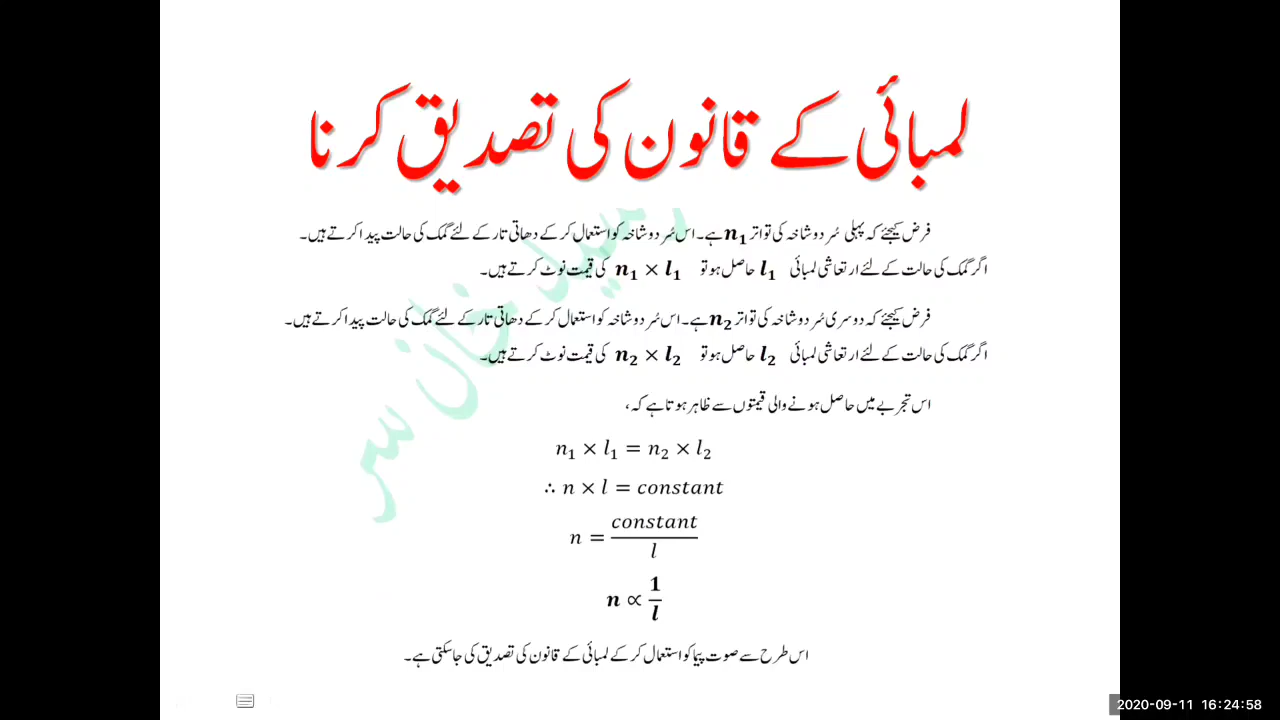 لمبائی کے قانون کی تصدیق کرنا
فرض کیجئے کہ پہلی سُر دوشاخہ کی تواتر n₁ ہے۔ اس سُر دوشاخہ کو استعمال کر کے دھاتی تار کے لئے گمک کی حالت پیدا کرتے ہیں۔
اگر گمک کی حالت کے لئے ارتعاشی لمبائی l₁ حاصل ہو تو n₁ × l₁ کی قیمت نوٹ کرتے ہیں۔
فرض کیجئے کہ دوسری سُر دوشاخہ کی تواتر n₂ ہے۔ اس سُر دوشاخہ کو استعمال کر کے دھاتی تار کے لئے گمک کی حالت پیدا کرتے ہیں۔
اگر گمک کی حالت کے لئے ارتعاشی لمبائی l₂ حاصل ہو تو n₂ × l₂ کی قیمت نوٹ کرتے ہیں۔
اس تجربے میں حاصل ہونے والی قیمتوں سے ظاہر ہوتا ہے کہ،
n₁ × l₁ = n₂ × l₂
∴ n × l = constant
n = constant / l
n ∝ 1 / l
اس طرح سے صوت پیما کو استعمال کر کے لمبائی کے قانون کی تصدیق کی جاسکتی ہے۔
خان سر
2020-09-11 16:24:58